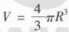 V = 4/3 πR³